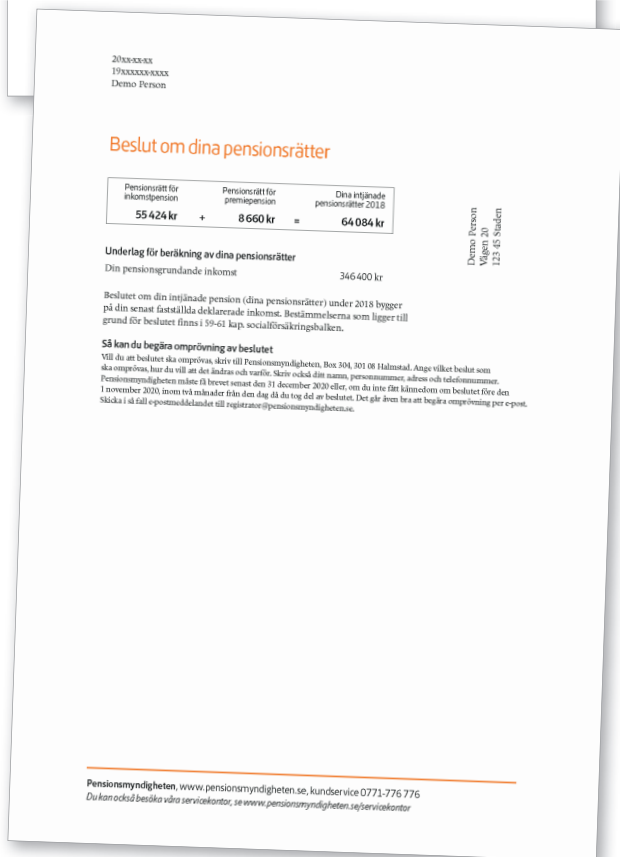 20xx-xx-xx
19xxxxxx-xxxx
Demo Person
Beslut om dina pensionsrätter
Pensionsrätt för inkomstpension
Pensionsrätt för premiepension
Dina intjänade pensionsrätter 2018
55 424 kr + 8 660 kr = 64 084 kr
Demo Person
Vägen 20
123 45 Staden
Underlag för beräkning av dina pensionsrätter
Din pensionsgrundande inkomst 346 400 kr
Beslutet om din intjänade pension (dina pensionsrätter) under 2018 bygger
på din senast fastställda deklarerade inkomst. Bestämmelserna som ligger till
grund för beslutet finns i 59-61 kap. socialförsäkringsbalken.
Så kan du begära omprövning av beslutet
Vill du att beslutet ska omprövas, skriv till Pensionsmyndigheten, Box 304, 301 08 Halmstad. Ange vilket beslut som
ska omprövas, hur du vill att det ändras och varför. Skriv också ditt namn, personnummer, adress och telefonnummer.
Pensionsmyndigheten måste få brevet senast den 31 december 2020 eller, om du inte fått kännedom om beslutet före den
1 november 2020, inom två månader från den dag då du tog del av beslutet. Det går även bra att begära omprövning per e-post.
Skicka i så fall e-postmeddelandet till registrator@pensionsmyndigheten.se.
Pensionsmyndigheten, www.pensionsmyndigheten.se, kundservice 0771-776 776
Du kan också besöka våra servicekontor, se www.pensionsmyndigheten.se/servicekontor